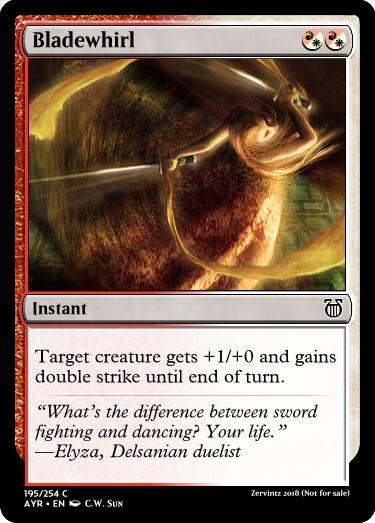 Bladewhirl
Instant
Target creature gets +1/+0 and gains
double strike until end of turn.
“What's the difference between sword
fighting and dancing? Your life.”
—Elyza, Delsanian duelist
195/254 C
AYR • EN C.W. Sun
Zervintz 2018 (Not for sale)